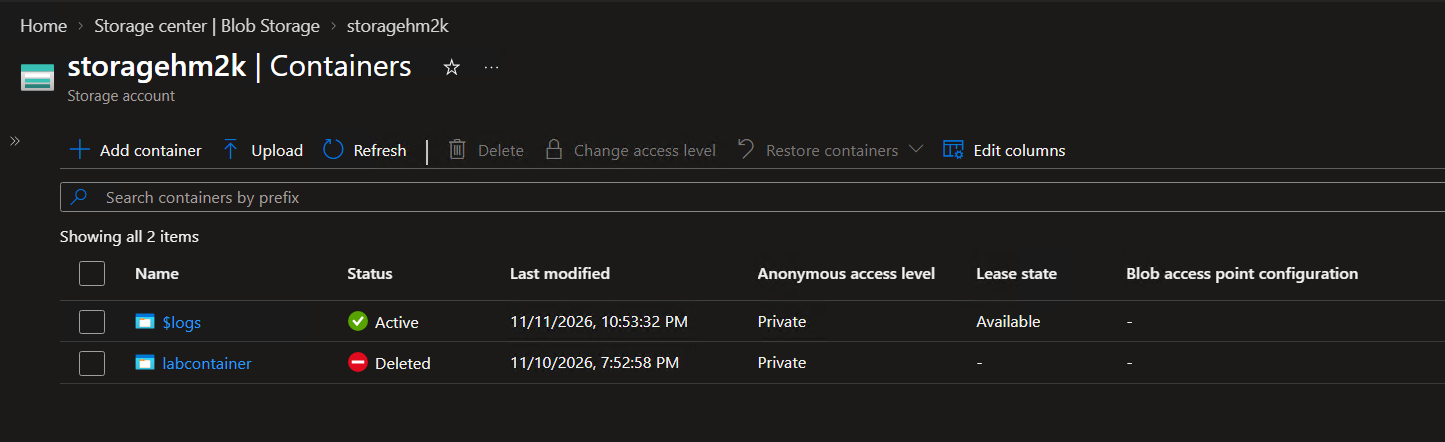 Home > Storage center | Blob Storage > storagehm2k
storagehm2k | Containers ☆ ...
Storage account
»
Add container Upload Refresh | Delete Change access level Restore containers Edit columns
Search containers by prefix
Showing all 2 items
Name Status Last modified Anonymous access level Lease state Blob access point configuration
$logs Active 11/11/2026, 10:53:32 PM Private Available -
labcontainer Deleted 11/10/2026, 7:52:58 PM Private - -